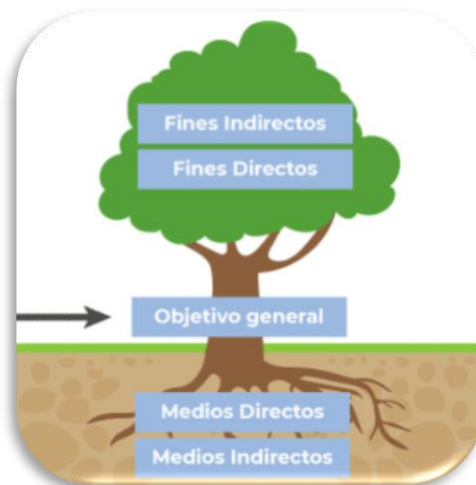 Fines Indirectos
Fines Directos
Objetivo general
Medios Directos
Medios Indirectos